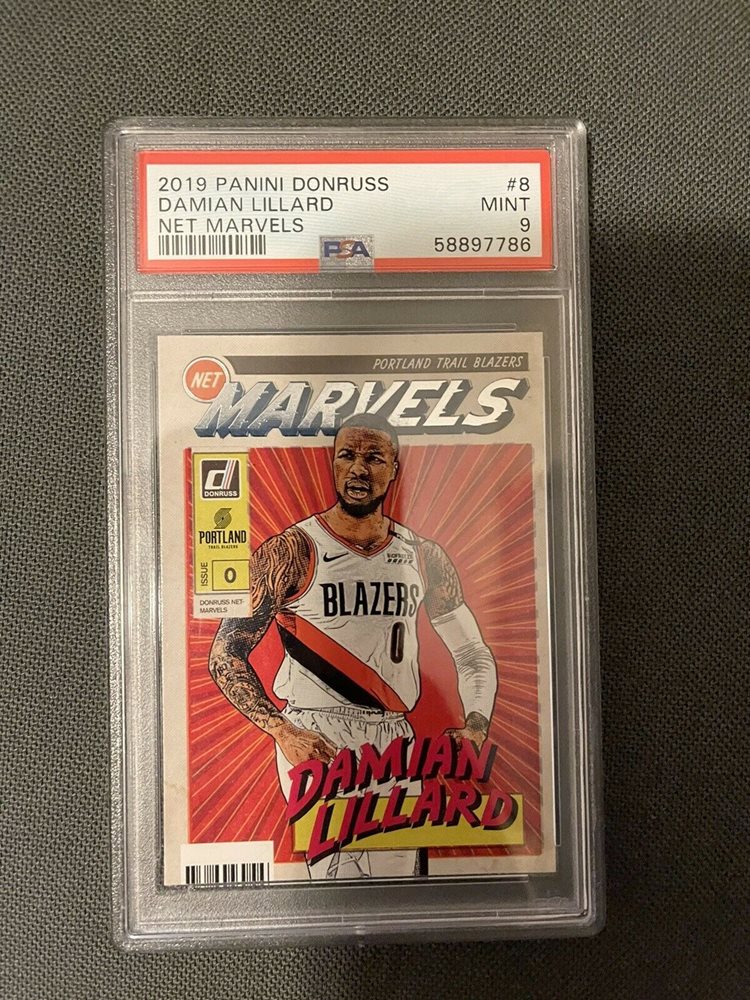 2019 PANINI DONRUSS #8
DAMIAN LILLARD MINT
NET MARVELS 9
PSA 58897786
PORTLAND TRAIL BLAZERS
NET
MARVELS
d
DONRUSS
PORTLAND
TRAIL BLAZERS
ISSUE 0
DONRUSS NET
MARVELS
BLAZERS
0
DAMIAN
LILLARD